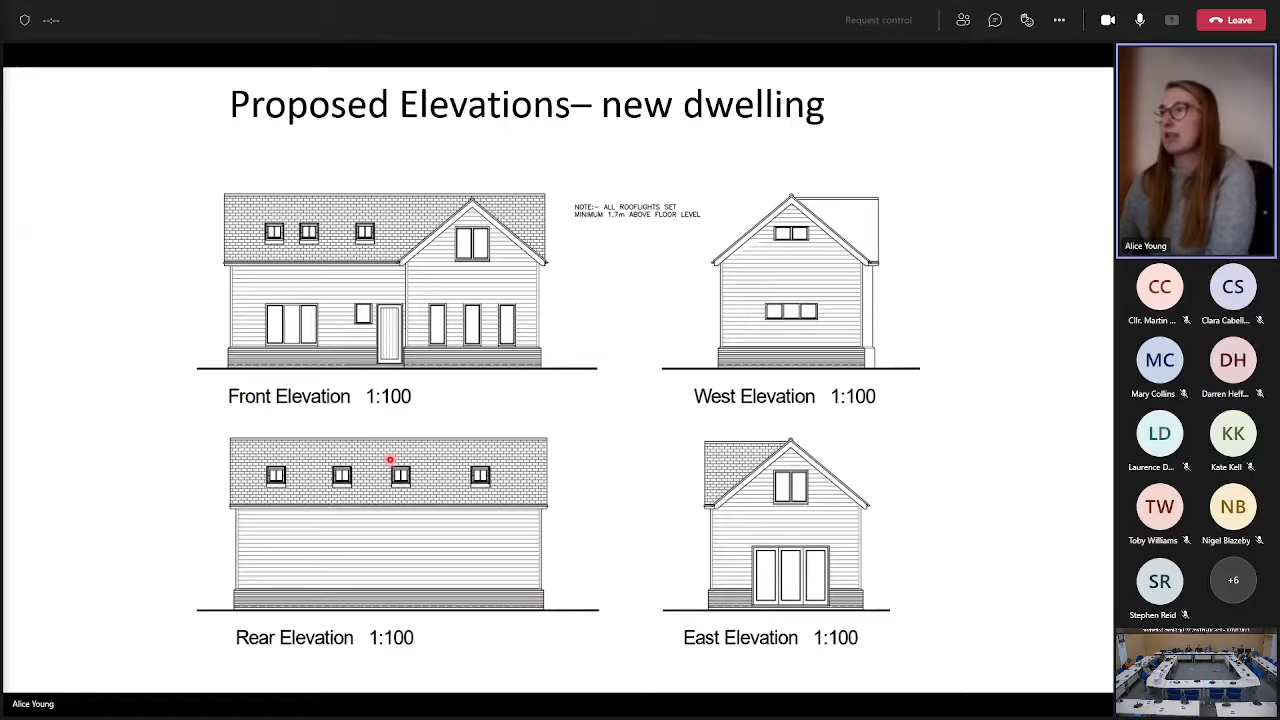 --:--
Request control
Leave
Proposed Elevations– new dwelling
NOTE:- ALL ROOFLIGHTS SET
MINIMUM 1.7m ABOVE FLOOR LEVEL
Front Elevation 1:100
West Elevation 1:100
Rear Elevation 1:100
East Elevation 1:100
Alice Young
Alice Young
CC
CS
Cllr. Martin ...
Clara Cabell...
MC
DH
Mary Collins
Darren Heff...
LD
KK
Laurence D...
Kate Kell
TW
NB
Toby Williams
Nigel Blazeby
SR
+6
Stephen Reid